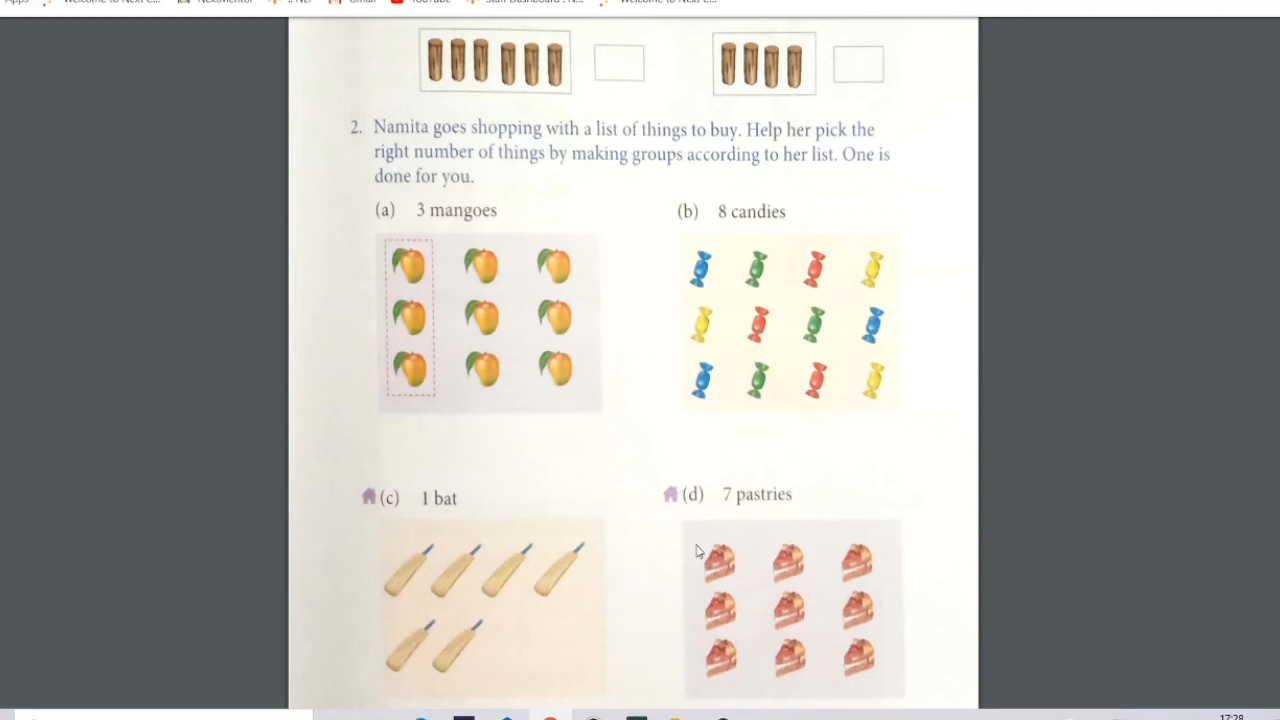 2. Namita goes shopping with a list of things to buy. Help her pick the
right number of things by making groups according to her list. One is
done for you.
(a) 3 mangoes
(b) 8 candies
(c) 1 bat
(d) 7 pastries
17:28